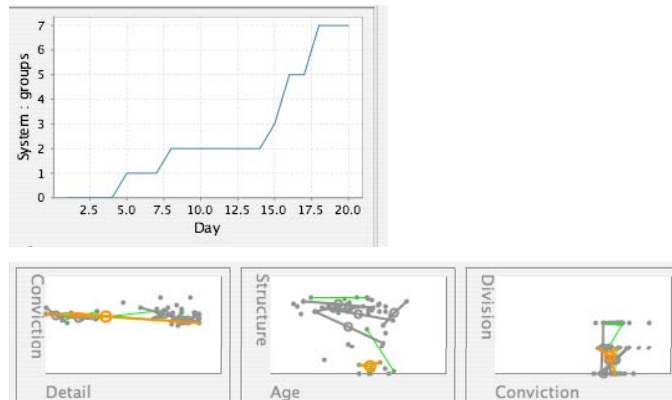 7
6
5
4
3
2
1
0
System : groups
2.5 5.0 7.5 10.0 12.5 15.0 17.5 20.0
Day
Conviction
Detail
Structure
Age
Division
Conviction